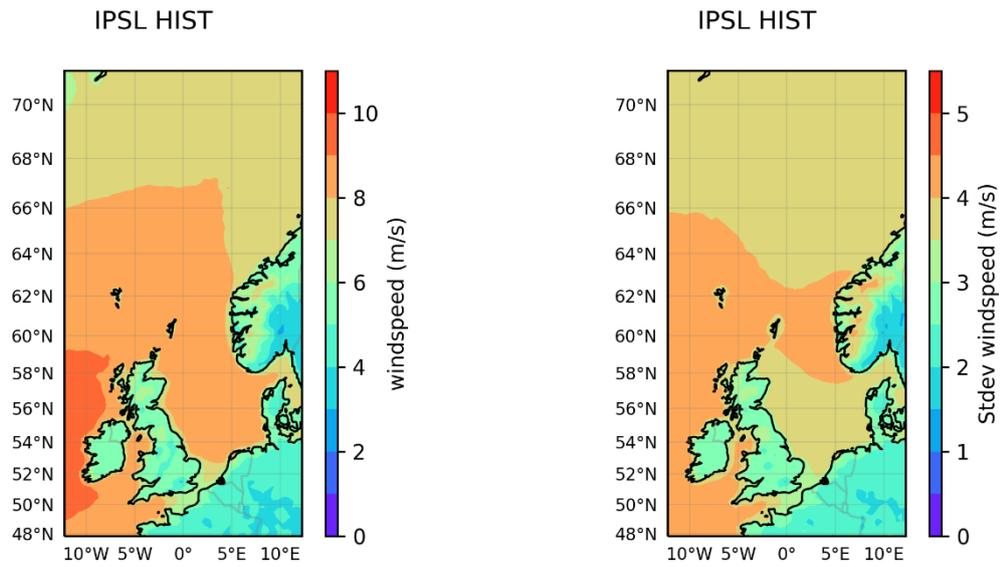 IPSL HIST
70°N
68°N
66°N
64°N
62°N
60°N
58°N
56°N
54°N
52°N
50°N
48°N
10°W 5°W 0° 5°E 10°E
10
8
6
4
2
0
windspeed (m/s)
IPSL HIST
70°N
68°N
66°N
64°N
62°N
60°N
58°N
56°N
54°N
52°N
50°N
48°N
10°W 5°W 0° 5°E 10°E
5
4
3
2
1
0
Stdev windspeed (m/s)